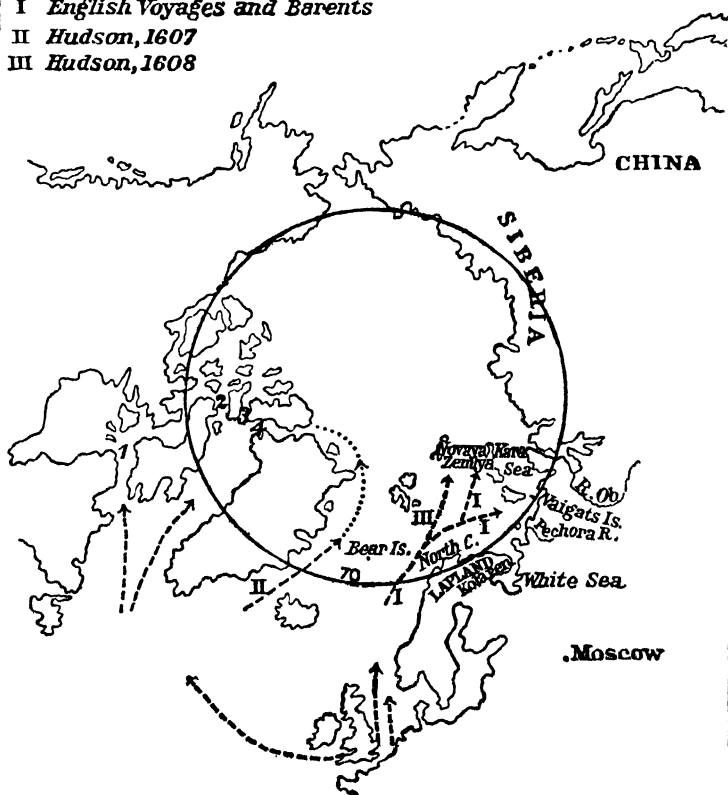 I English Voyages and Barents
II Hudson, 1607
III Hudson, 1608
CHINA
SIBERIA
2
3
4
1
Novaya
Zemlya
Kara
Sea
R. Ob
Vaigats Is.
Pechora R.
III
I
I
Bear Is.
North C.
70
II
I
LAPLAND
Kola Pen.
White Sea
.Moscow